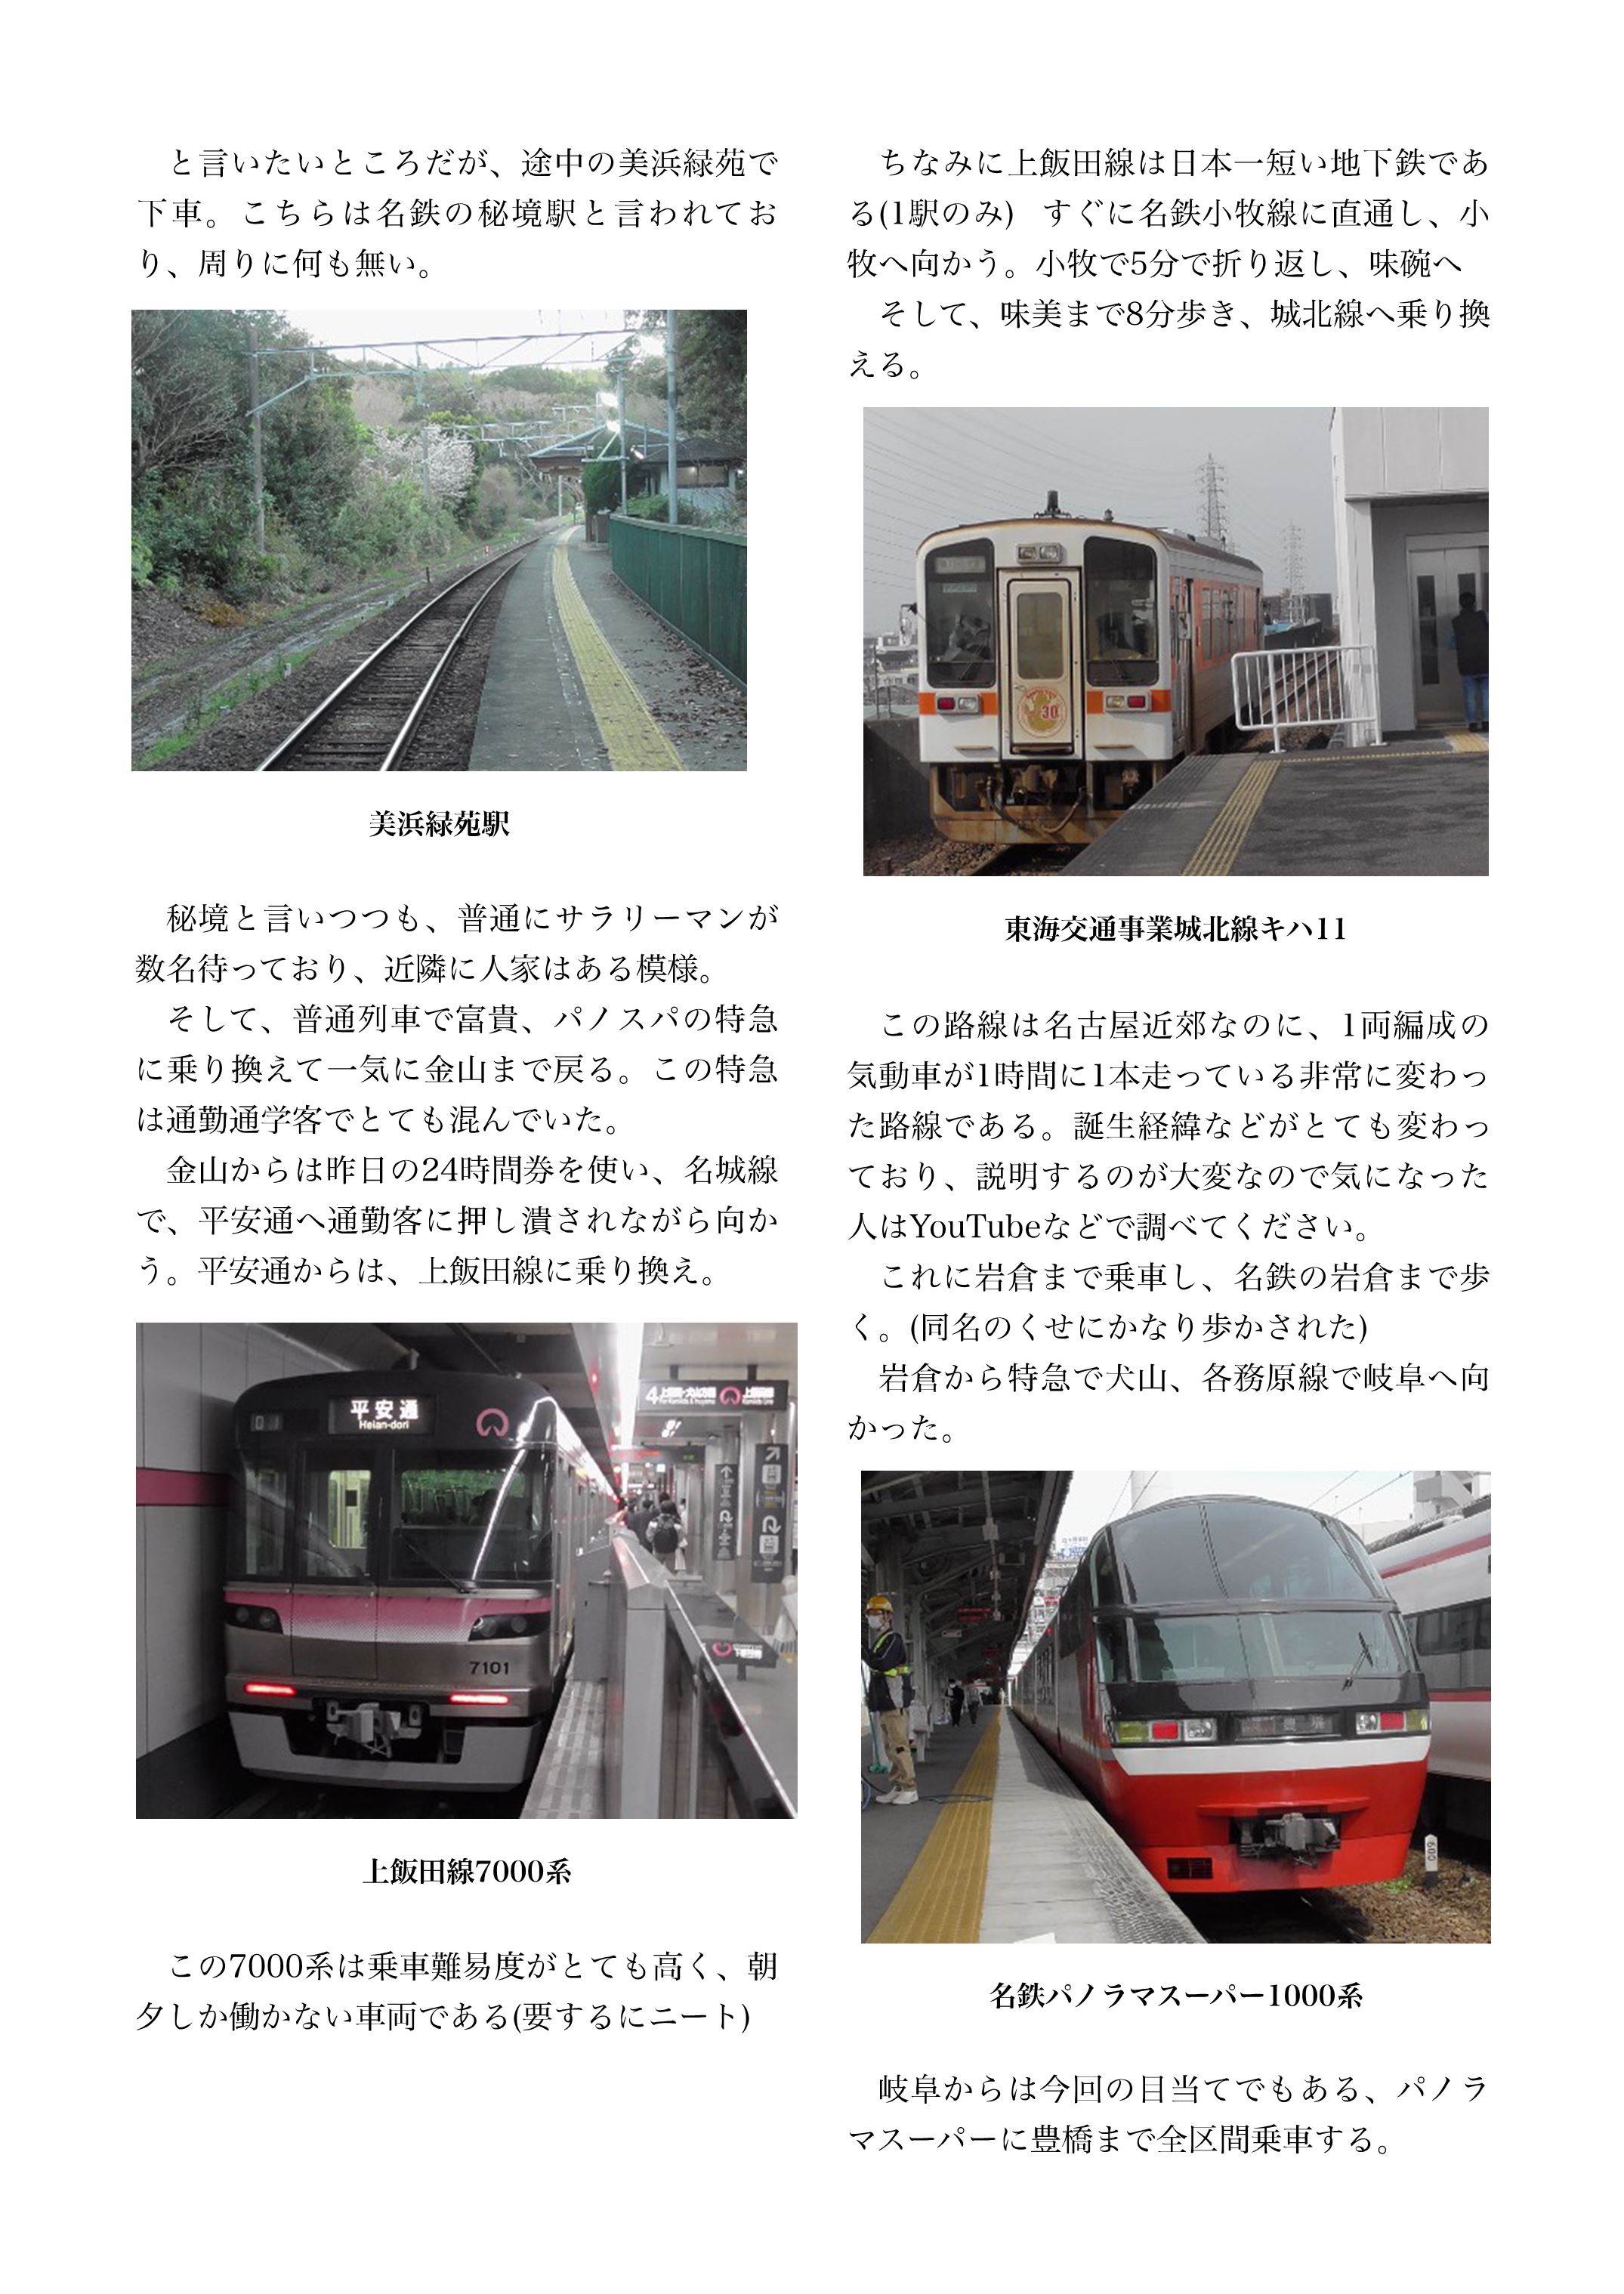 と言いたいところだが、途中の美浜緑苑で
下車。こちらは名鉄の秘境駅と言われてお
り、周りに何も無い。
美浜緑苑駅
秘境と言いつつも、普通にサラリーマンが
数名待っており、近隣に人家はある模様。
そして、普通列車で富貴、パノスパの特急
に乗り換えて一気に金山まで戻る。この特急
は通勤通学客でとても混んでいた。
金山からは昨日の24時間券を使い、名城線
で、平安通へ通勤客に押し潰されながら向か
う。平安通からは、上飯田線に乗り換え。
平安通
Heian-dori
4
7101
上飯田線7000系
この7000系は乗車難易度がとても高く、朝
夕しか働かない車両である(要するにニート)
ちなみに上飯田線は日本一短い地下鉄であ
る(1駅のみ)　すぐに名鉄小牧線に直通し、小
牧へ向かう。小牧で5分で折り返し、味碗へ
そして、味美まで8分歩き、城北線へ乗り換
える。
30
東海交通事業城北線キハ11
この路線は名古屋近郊なのに、1両編成の
気動車が1時間に1本走っている非常に変わっ
た路線である。誕生経緯などがとても変わっ
ており、説明するのが大変なので気になった
人はYouTubeなどで調べてください。
これに岩倉まで乗車し、名鉄の岩倉まで歩
く。(同名のくせにかなり歩かされた)
岩倉から特急で犬山、各務原線で岐阜へ向
かった。
600
名鉄パノラマスーパー1000系
岐阜からは今回の目当てでもある、パノラ
マスーパーに豊橋まで全区間乗車する。